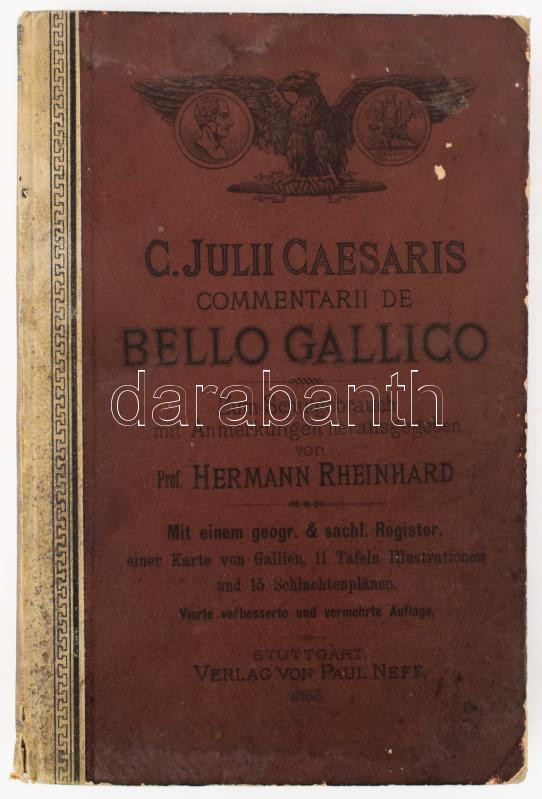 C. JULII CAESARIS
COMMENTARII DE
BELLO GALLICO
darabanth
Zum Schulgebrauch
mit Anmerkungen herausgegeben
von
Prof. HERMANN RHEINHARD
Mit einem geogr. & sachl. Register,
einer Karte von Gallien, 11 Tafeln Illustrationen
und 15 Schlachtenplänen.
Vierte verbesserte und vermehrte Auflage.
STUTTGART,
VERLAG VON PAUL NEFF,